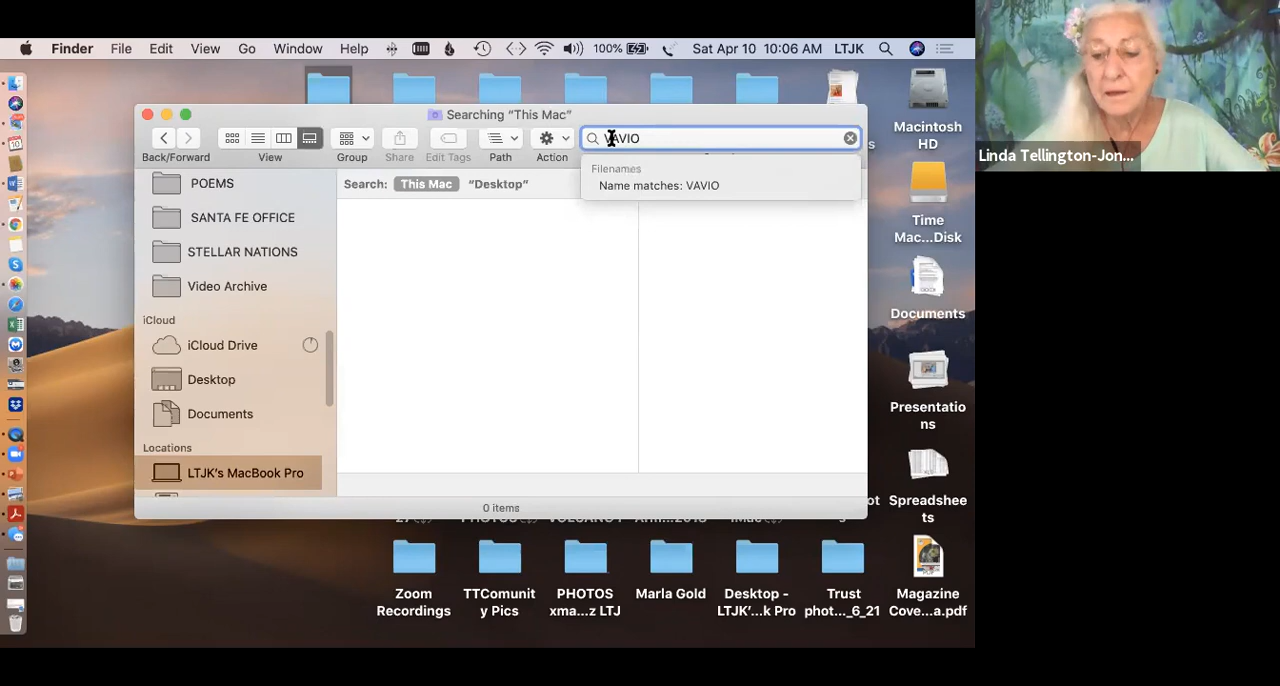 Finder File Edit View Go Window Help 100% Sat Apr 10 10:06 AM LTJK
Searching “This Mac”
VAVIO
Back/Forward View Group Share Edit Tags Path Action
Filenames
Name matches: VAVIO
Search: This Mac “Desktop”
POEMS
SANTA FE OFFICE
STELLAR NATIONS
Video Archive
iCloud
iCloud Drive
Desktop
Documents
Locations
LTJK’s MacBook Pro
0 items
Macintosh
HD
Time
Mac...Disk
Documents
Presentatio
ns
Spreadshee
ts
Zoom
Recordings
TTComunit
y Pics
PHOTOS
xma...z LTJ
Marla Gold
Desktop -
LTJK’...k Pro
Trust
phot..._6_21
Magazine
Cove...a.pdf
Linda Tellington-Jon...